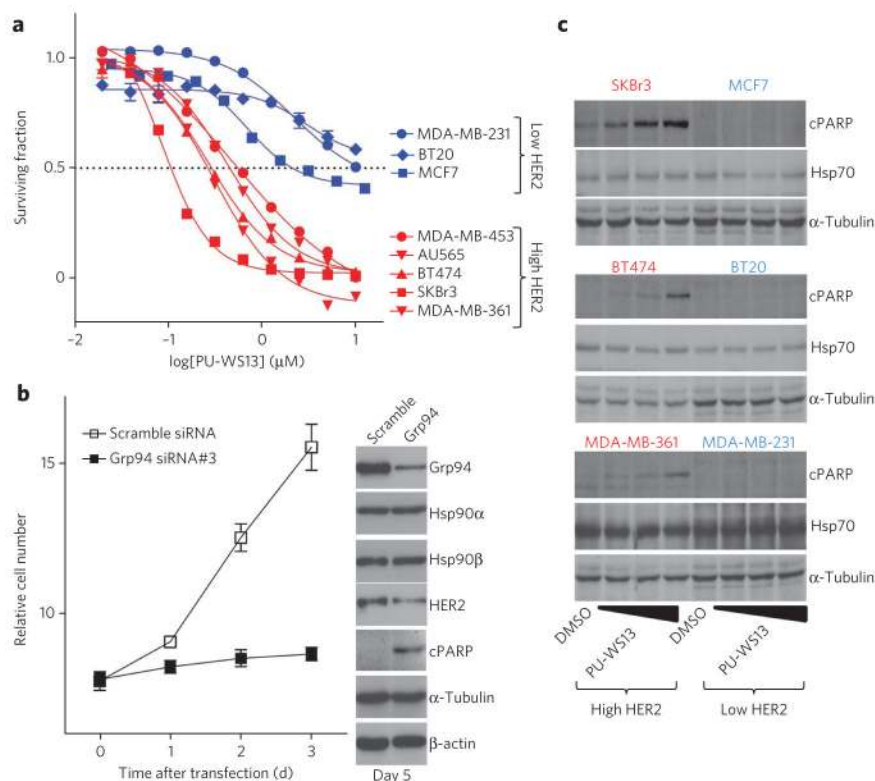 a
1.0
0.5
0
−2
−1
0
1
Surviving fraction
log[PU-WS13] (μM)
MDA-MB-231
BT20
MCF7
Low HER2
MDA-MB-453
AU565
BT474
SKBr3
MDA-MB-361
High HER2
b
Scramble siRNA
Grp94 siRNA#3
15
10
Relative cell number
0
1
2
3
Time after transfection (d)
Scramble
Grp94
Grp94
Hsp90α
Hsp90β
HER2
cPARP
α-Tubulin
β-actin
Day 5
c
SKBr3
MCF7
cPARP
Hsp70
α-Tubulin
BT474
BT20
cPARP
Hsp70
α-Tubulin
MDA-MB-361
MDA-MB-231
cPARP
Hsp70
α-Tubulin
DMSO
PU-WS13
DMSO
PU-WS13
High HER2
Low HER2